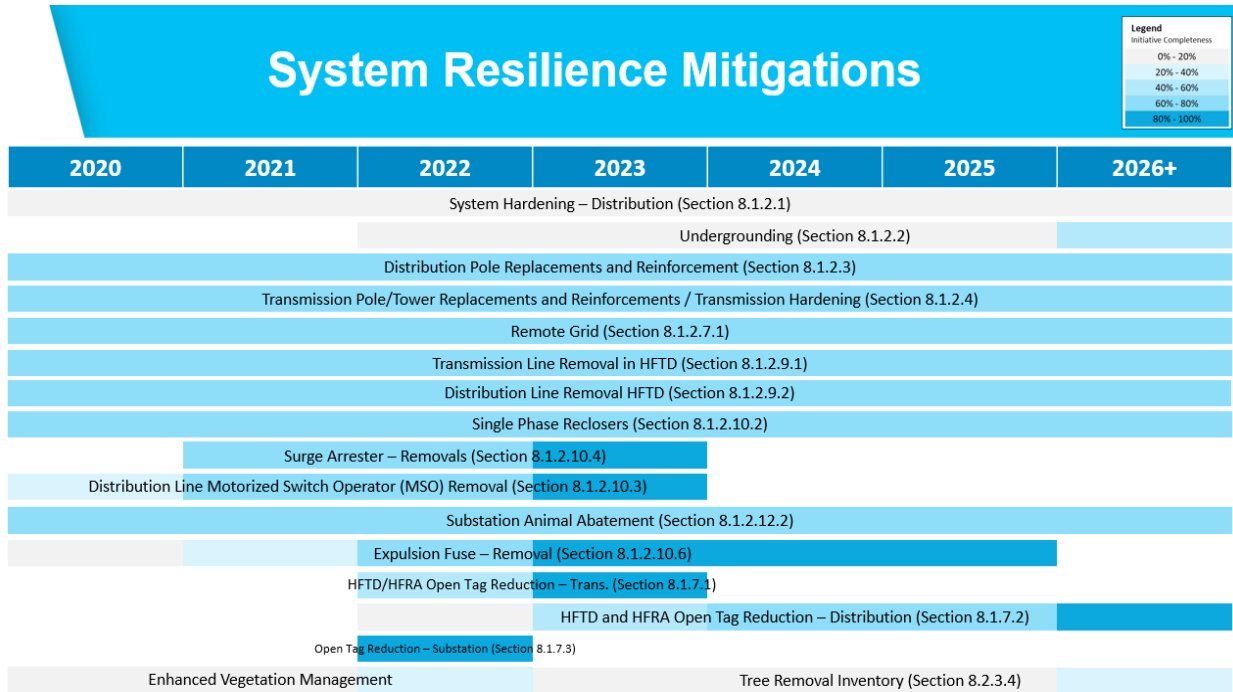 System Resilience Mitigations
Legend
Initiative Completeness
0% - 20%
20% - 40%
40% - 60%
60% - 80%
80% - 100%
2020 2021 2022 2023 2024 2025 2026+
System Hardening – Distribution (Section 8.1.2.1)
Undergrounding (Section 8.1.2.2)
Distribution Pole Replacements and Reinforcement (Section 8.1.2.3)
Transmission Pole/Tower Replacements and Reinforcements / Transmission Hardening (Section 8.1.2.4)
Remote Grid (Section 8.1.2.7.1)
Transmission Line Removal in HFTD (Section 8.1.2.9.1)
Distribution Line Removal HFTD (Section 8.1.2.9.2)
Single Phase Reclosers (Section 8.1.2.10.2)
Surge Arrester – Removals (Section 8.1.2.10.4)
Distribution Line Motorized Switch Operator (MSO) Removal (Section 8.1.2.10.3)
Substation Animal Abatement (Section 8.1.2.12.2)
Expulsion Fuse – Removal (Section 8.1.2.10.6)
HFTD/HFRA Open Tag Reduction – Trans. (Section 8.1.7.1)
HFTD and HFRA Open Tag Reduction – Distribution (Section 8.1.7.2)
Open Tag Reduction – Substation (Section 8.1.7.3)
Enhanced Vegetation Management Tree Removal Inventory (Section 8.2.3.4)